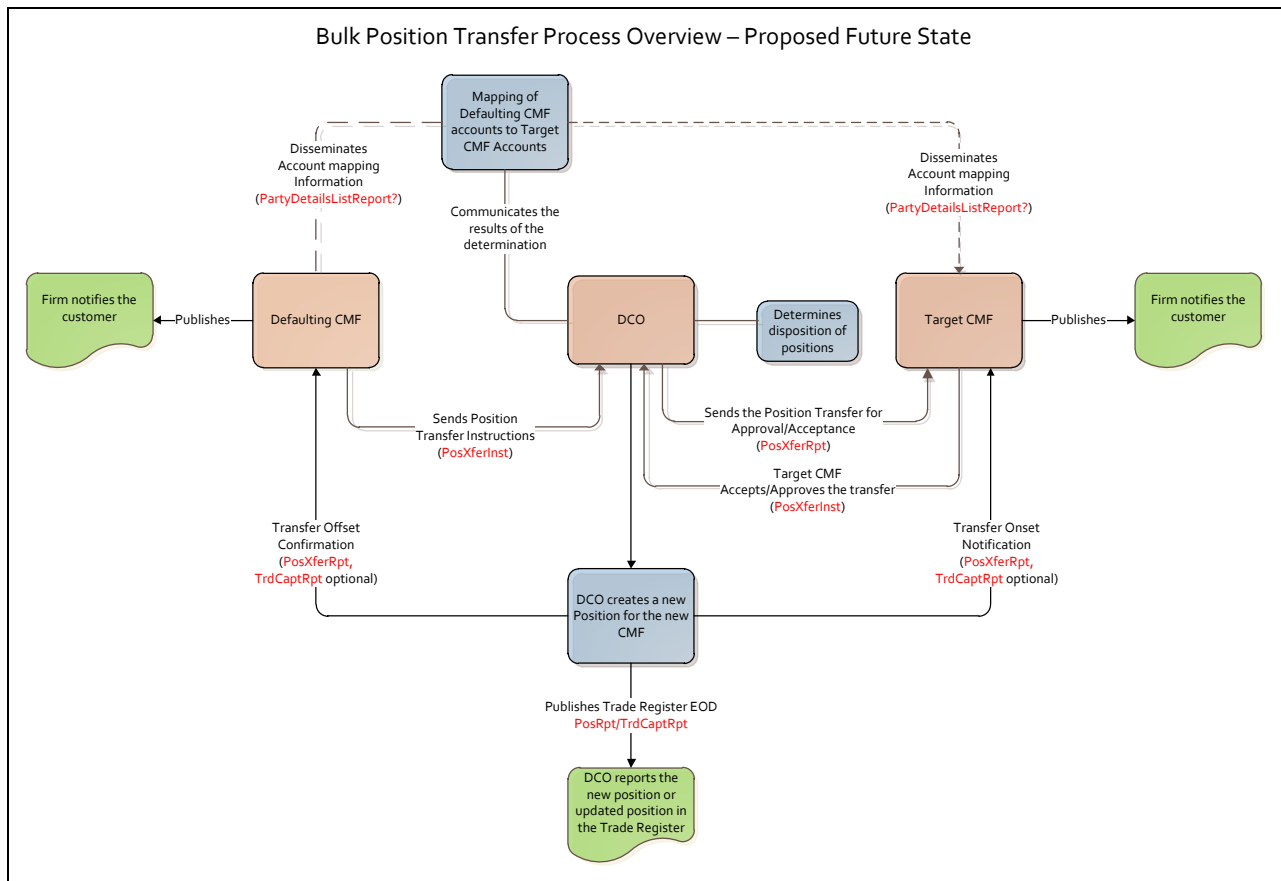 Bulk Position Transfer Process Overview – Proposed Future State
Mapping of
Defaulting CMF
accounts to Target
CMF Accounts
Disseminates
Account mapping
Information
(PartyDetailsListReport?)
Disseminates
Account mapping
Information
(PartyDetailsListReport?)
Communicates the
results of the
determination
Firm notifies the
customer
Publishes
Defaulting CMF
DCO
Determines
disposition of
positions
Target CMF
Publishes
Firm notifies the
customer
Sends Position
Transfer Instructions
(PosXferInst)
Sends the Position Transfer for
Approval/Acceptance
(PosXferRpt)
Target CMF
Accepts/Approves the transfer
(PosXferInst)
Transfer Offset
Confirmation
(PosXferRpt,
TrdCaptRpt optional)
Transfer Onset
Notification
(PosXferRpt,
TrdCaptRpt optional)
DCO creates a new
Position for the new
CMF
Publishes Trade Register EOD
PosRpt/TrdCaptRpt
DCO reports the
new position or
updated position in
the Trade Register